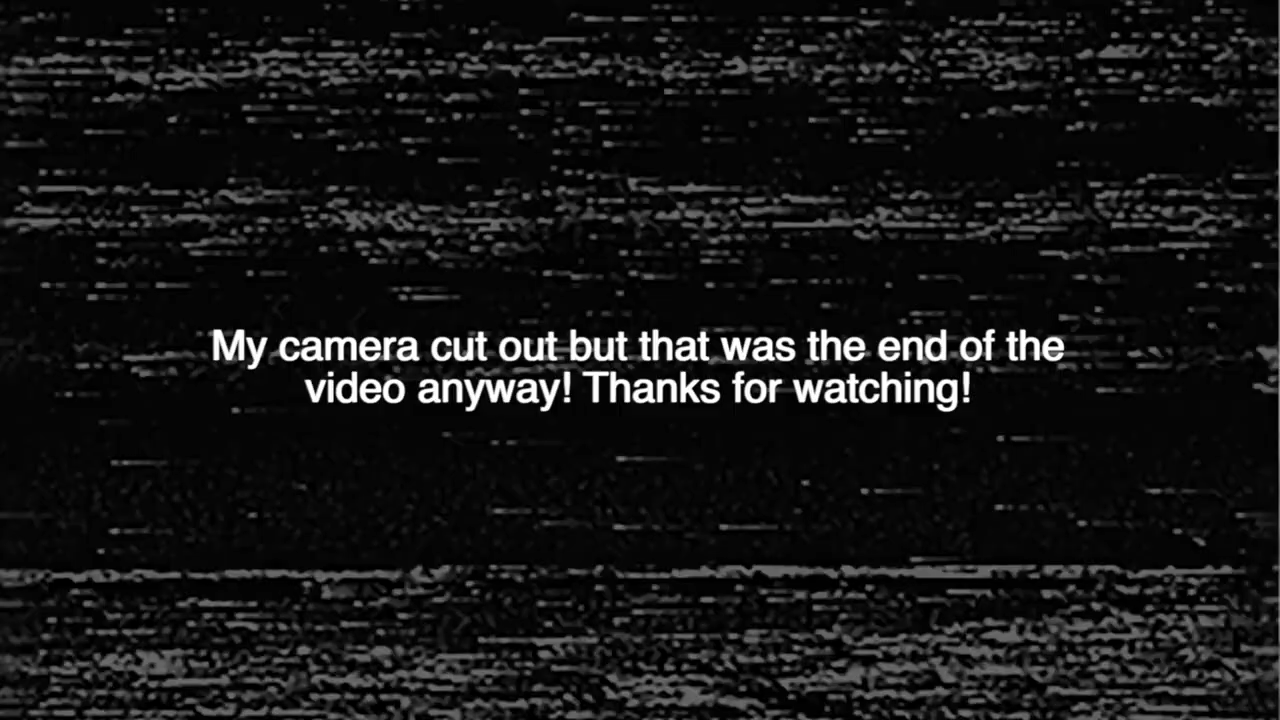 My camera cut out but that was the end of the
video anyway! Thanks for watching!